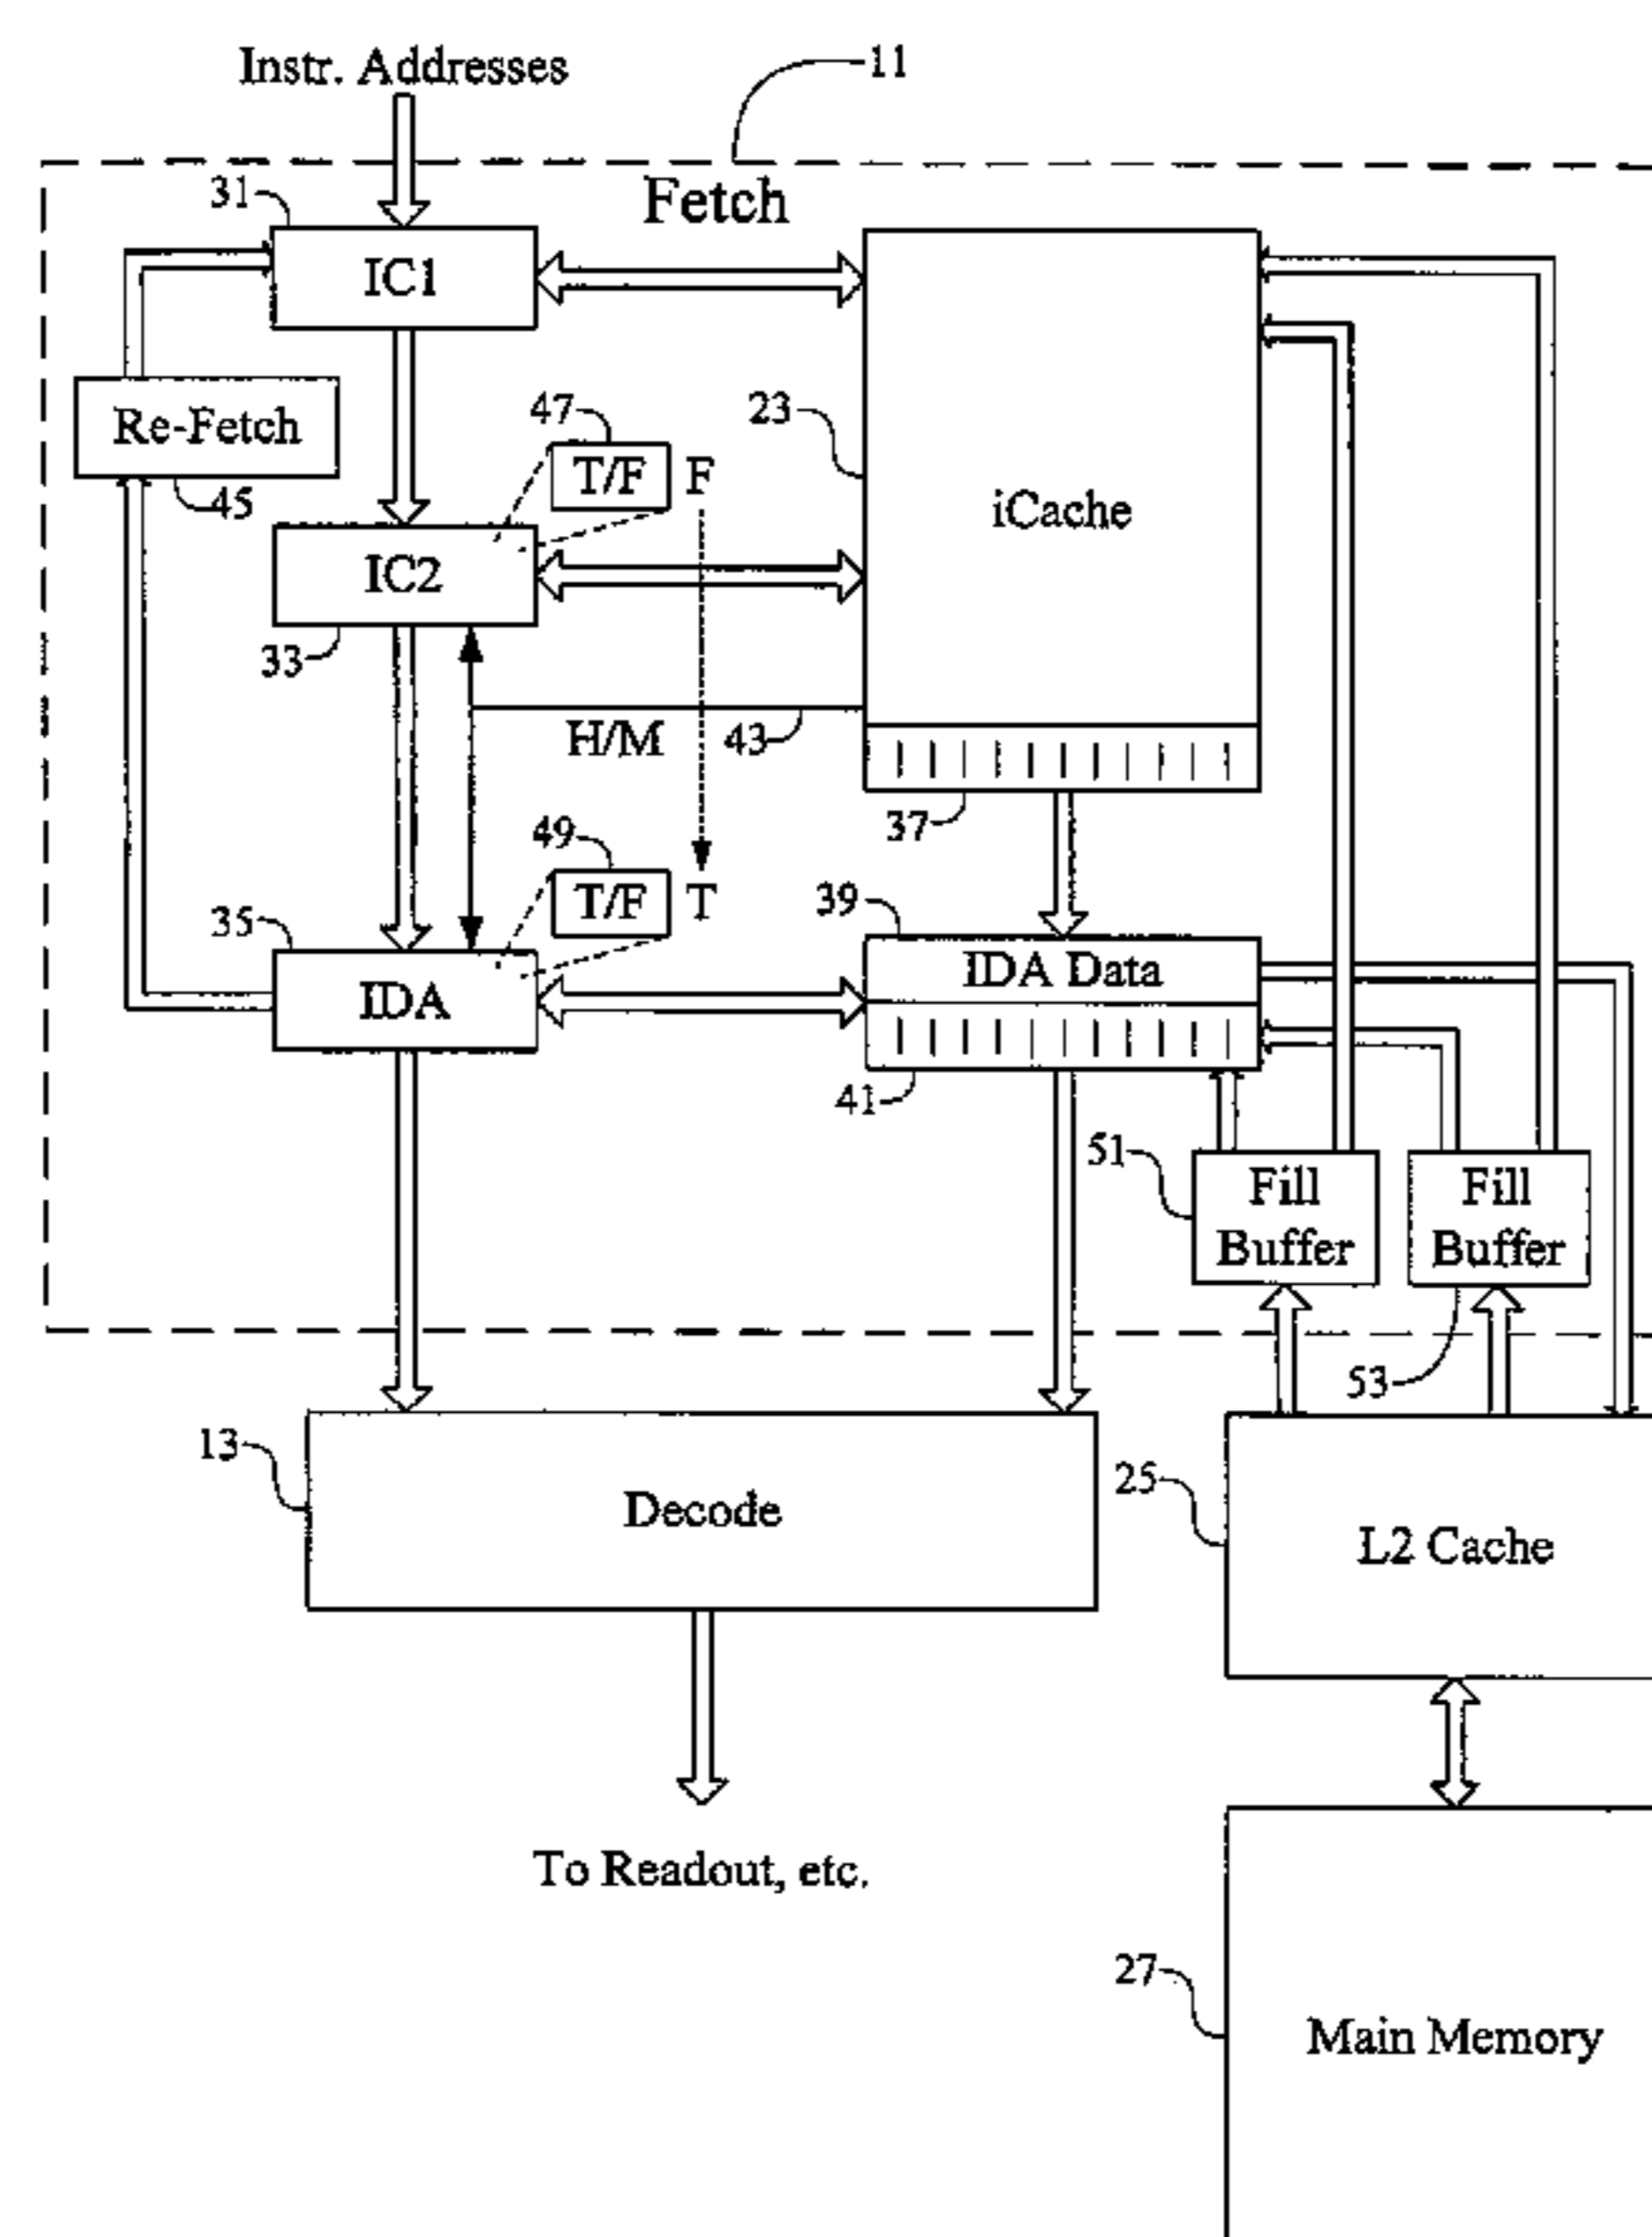 Instr. Addresses
11
31
Fetch
IC1
Re-Fetch
45
47
T/F F
23
iCache
IC2
33
H/M
43
37
49
T/F T
39
35
IDA Data
IDA
41
51
Fill
Buffer
Fill
Buffer
53
13
Decode
25
L2 Cache
To Readout, etc.
27
Main Memory